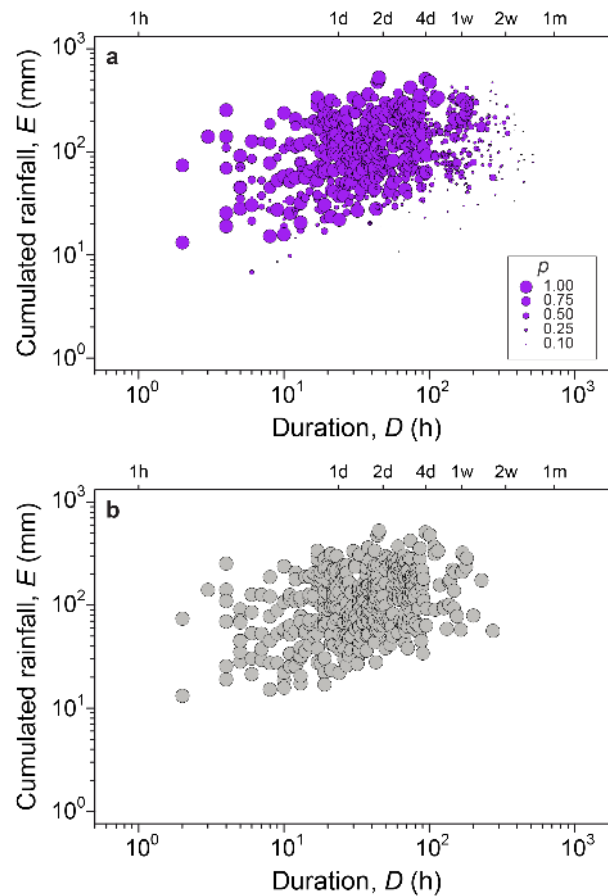 1h 1d 2d 4d 1w 2w 1m
a
10³
10²
10¹
10⁰
Cumulated rainfall, E (mm)
p
1.00
0.75
0.50
0.25
0.10
10⁰ 10¹ 10² 10³
Duration, D (h)
1h 1d 2d 4d 1w 2w 1m
b
10³
10²
10¹
10⁰
Cumulated rainfall, E (mm)
10⁰ 10¹ 10² 10³
Duration, D (h)